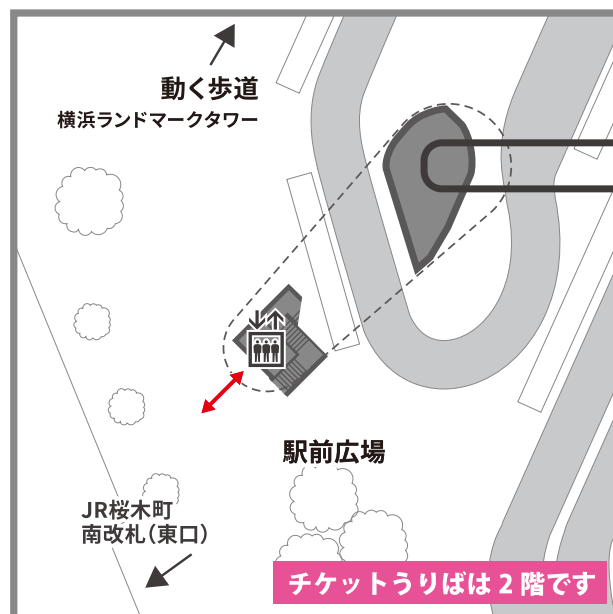 動く歩道
横浜ランドマークタワー
駅前広場
JR桜木町
南改札（東口）
チケットうりばは2階です